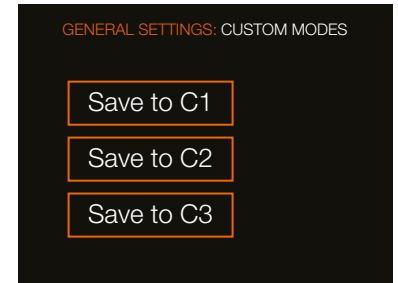 GENERAL SETTINGS: CUSTOM MODES
Save to C1
Save to C2
Save to C3